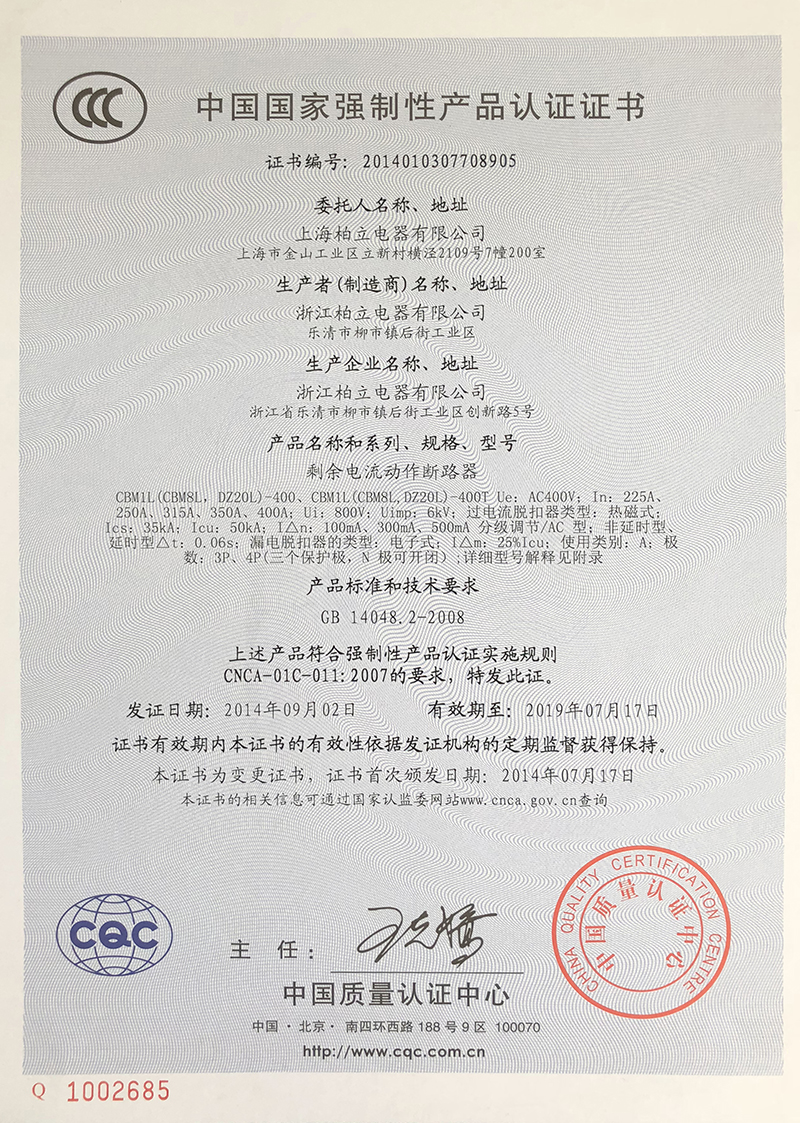 CCC
中国国家强制性产品认证证书
证书编号：2014010307708905
委托人名称、地址
上海柏立电器有限公司
上海市金山工业区立新村横泾2109号7幢200室
生产者(制造商)名称、地址
浙江柏立电器有限公司
乐清市柳市镇后街工业区
生产企业名称、地址
浙江柏立电器有限公司
浙江省乐清市柳市镇后街工业区创新路5号
产品名称和系列、规格、型号
剩余电流动作断路器
CBM1L(CBM8L, DZ20L)-400、CBM1L(CBM8L,DZ20L)-400T Ue：AC400V；In：225A、
250A、315A、350A、400A；Ui：800V；Uimp：6kV；过电流脱扣器类型：热磁式；
Ics：35kA；Icu：50kA；I△n：100mA、300mA、500mA 分级调节/AC 型；非延时型、
延时型△t：0.06s；漏电脱扣器的类型：电子式；I△m：25%Icu；使用类别：A；极
数：3P、4P(三个保护极，N 极可开闭）;详细型号解释见附录
产品标准和技术要求
GB 14048.2-2008
上述产品符合强制性产品认证实施规则
CNCA-01C-011:2007的要求，特发此证。
发证日期：2014年09月02日 有效期至：2019年07月17日
证书有效期内本证书的有效性依据发证机构的定期监督获得保持。
本证书为变更证书，证书首次颁发日期：2014年07月17日
本证书的相关信息可通过国家认监委网站www.cnca.gov.cn查询
CQC
主 任：
CHINA QUALITY CERTIFICATION CENTRE
中国质量认证中心
中国质量认证中心
中国·北京·南四环西路 188 号 9 区 100070
http://www.cqc.com.cn
Q 1002685